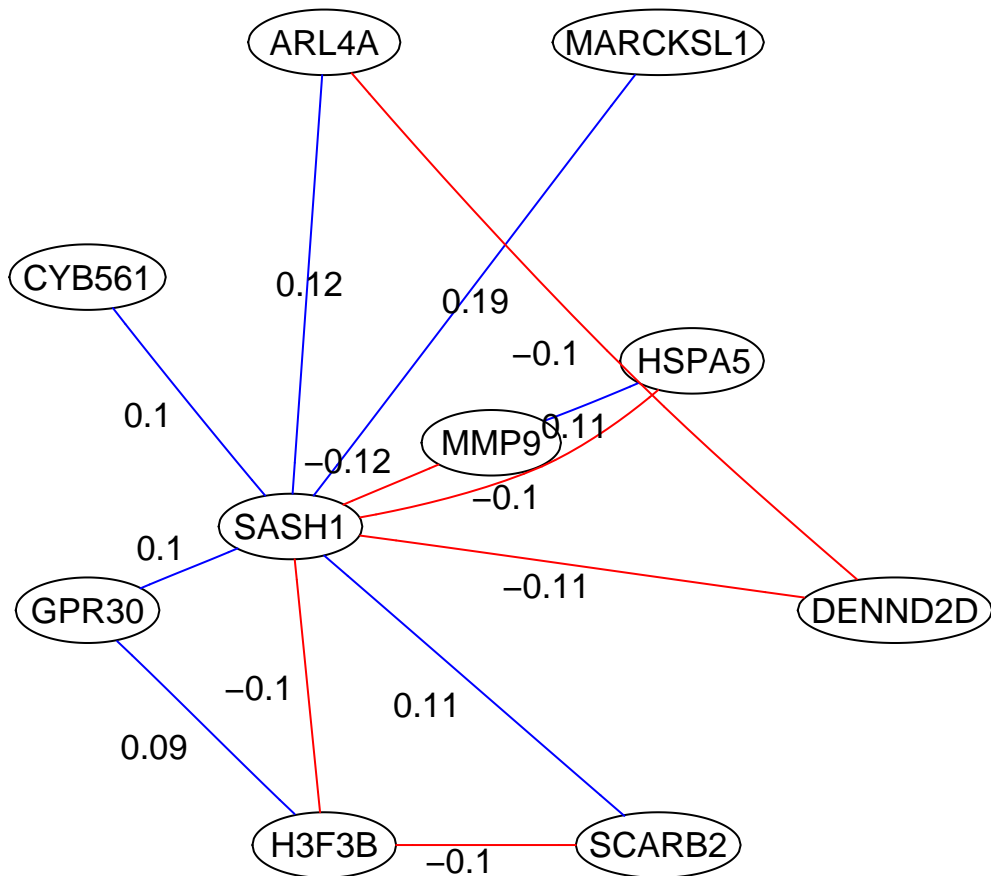 ARL4A
MARCKSL1
CYB561
0.12
0.19
−0.1
HSPA5
0.1
0.11
MMP9
−0.12
−0.1
SASH1
0.1
−0.11
GPR30
DENND2D
−0.1
0.11
0.09
H3F3B
−0.1
SCARB2